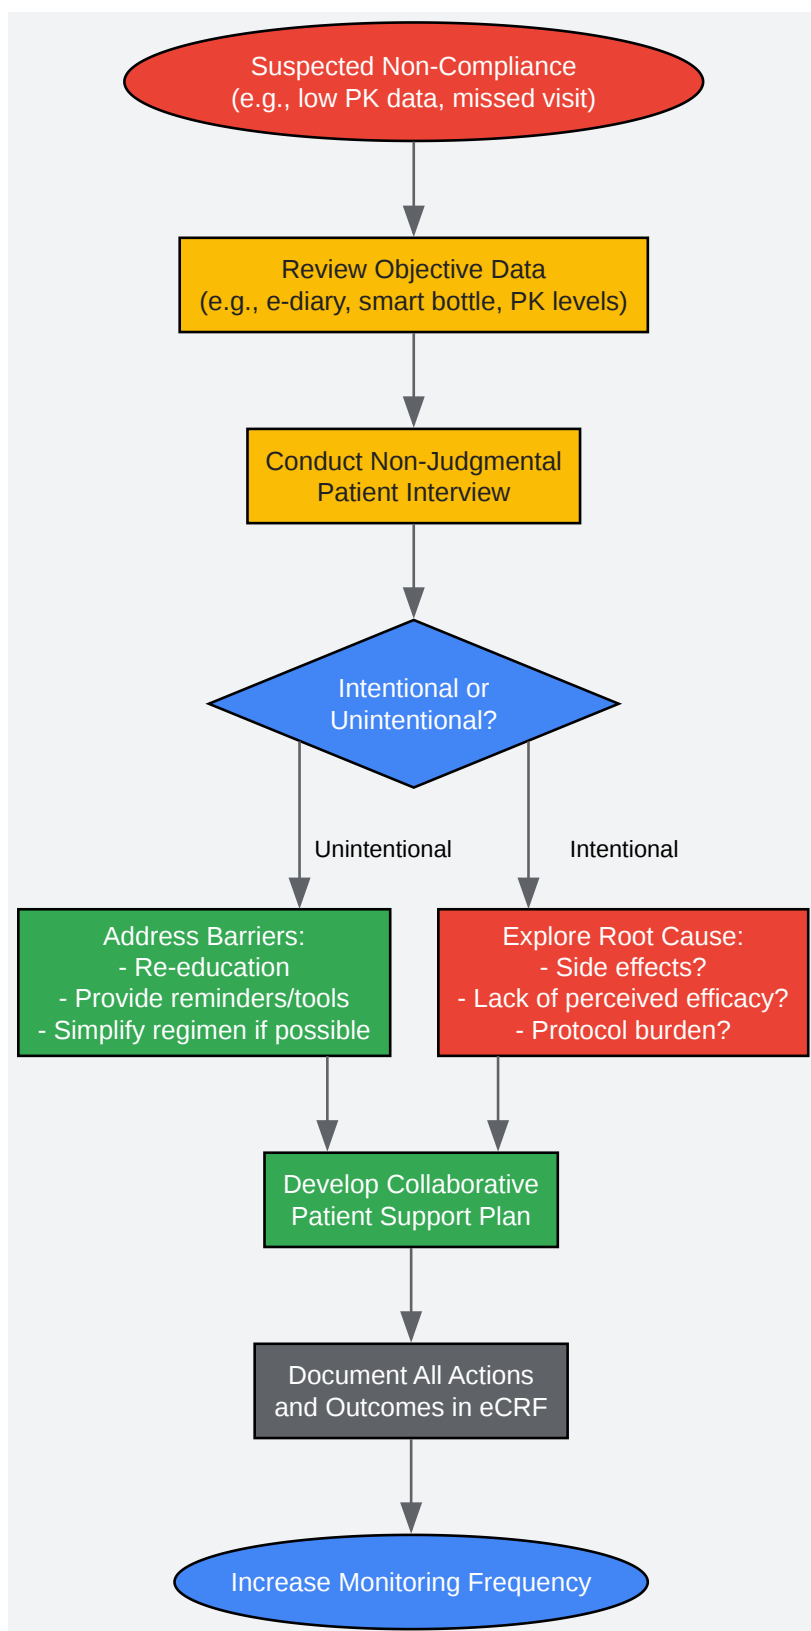 Suspected Non-Compliance
(e.g., low PK data, missed visit)
Review Objective Data
(e.g., e-diary, smart bottle, PK levels)
Conduct Non-Judgmental
Patient Interview
Intentional or
Unintentional?
Unintentional
Intentional
Address Barriers:
- Re-education
- Provide reminders/tools
- Simplify regimen if possible
Explore Root Cause:
- Side effects?
- Lack of perceived efficacy?
- Protocol burden?
Develop Collaborative
Patient Support Plan
Document All Actions
and Outcomes in eCRF
Increase Monitoring Frequency